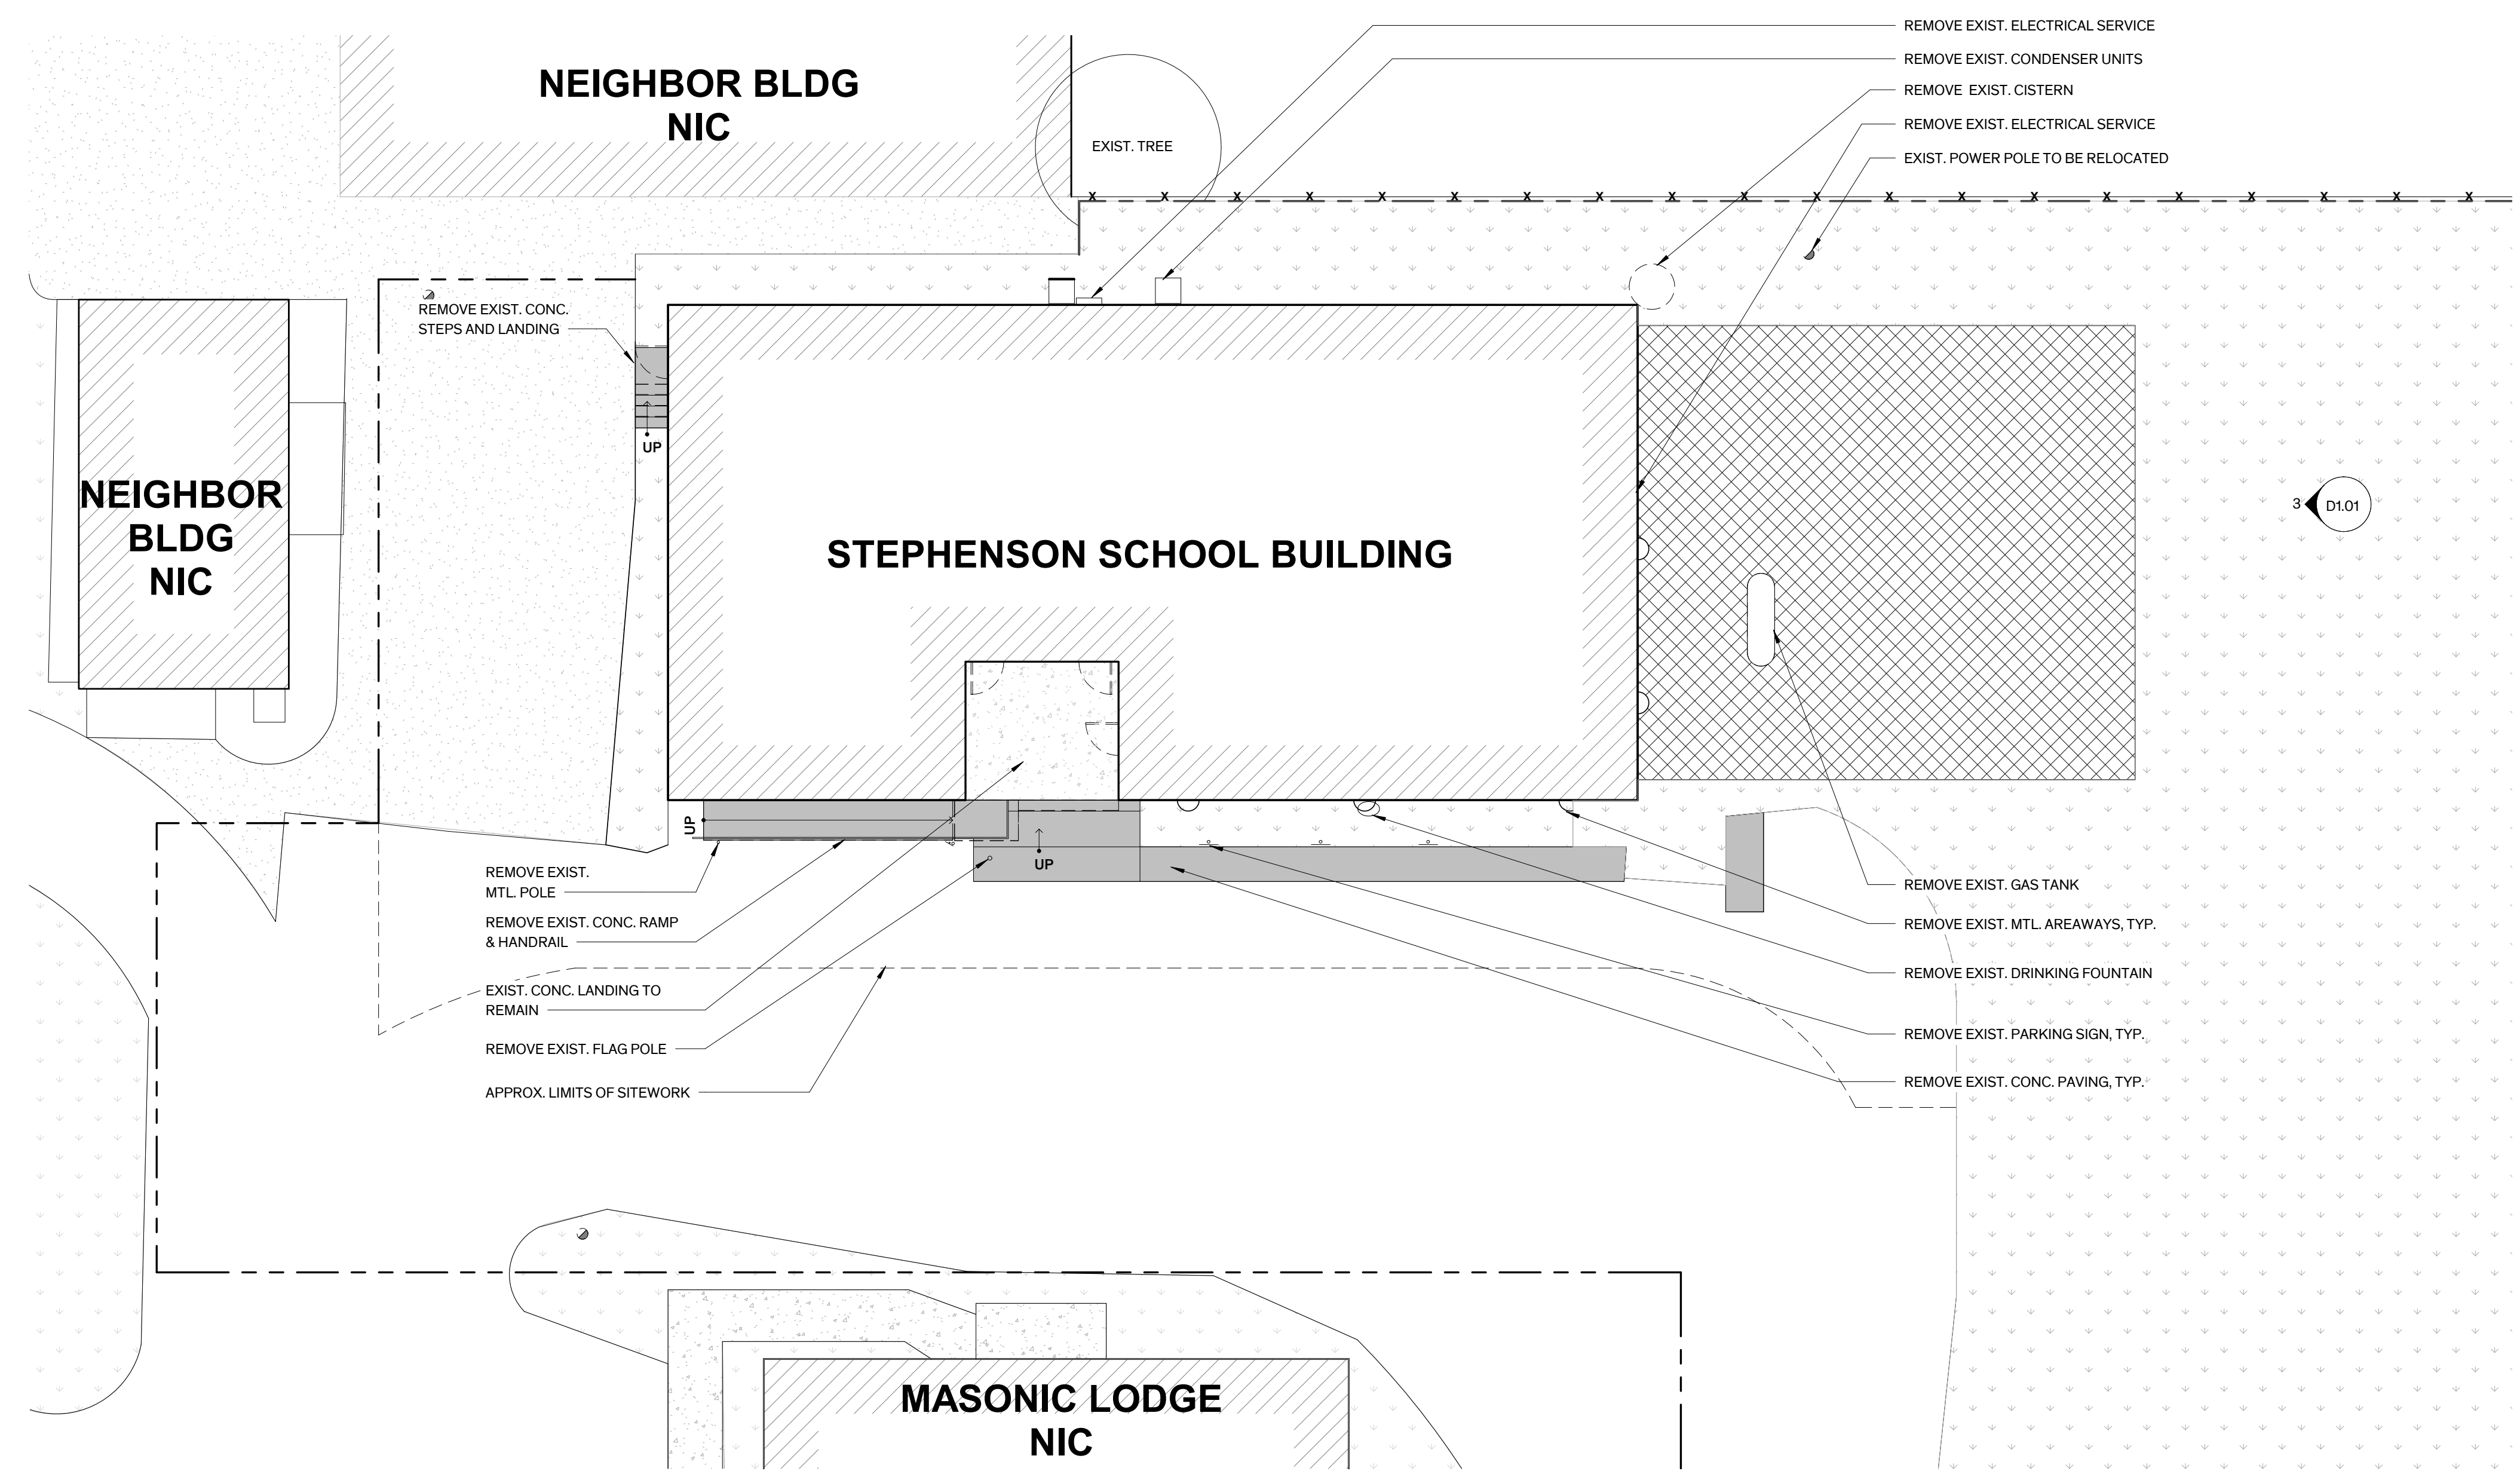 REMOVE EXIST. ELECTRICAL SERVICE
REMOVE EXIST. CONDENSER UNITS
REMOVE  EXIST. CISTERN
REMOVE EXIST. ELECTRICAL SERVICE
EXIST. POWER POLE TO BE RELOCATED
NEIGHBOR BLDG
NIC
EXIST. TREE
X X X X X X X X X X X X X X X X X X X X
REMOVE EXIST. CONC.
STEPS AND LANDING
UP
NEIGHBOR
BLDG
NIC
STEPHENSON SCHOOL BUILDING
3
D1.01
UP
UP
REMOVE EXIST.
MTL. POLE
REMOVE EXIST. CONC. RAMP
& HANDRAIL
EXIST. CONC. LANDING TO
REMAIN
REMOVE EXIST. FLAG POLE
APPROX. LIMITS OF SITEWORK
REMOVE EXIST. GAS TANK
REMOVE EXIST. MTL. AREAWAYS, TYP.
REMOVE EXIST. DRINKING FOUNTAIN
REMOVE EXIST. PARKING SIGN, TYP.
REMOVE EXIST. CONC. PAVING, TYP.
MASONIC LODGE
NIC